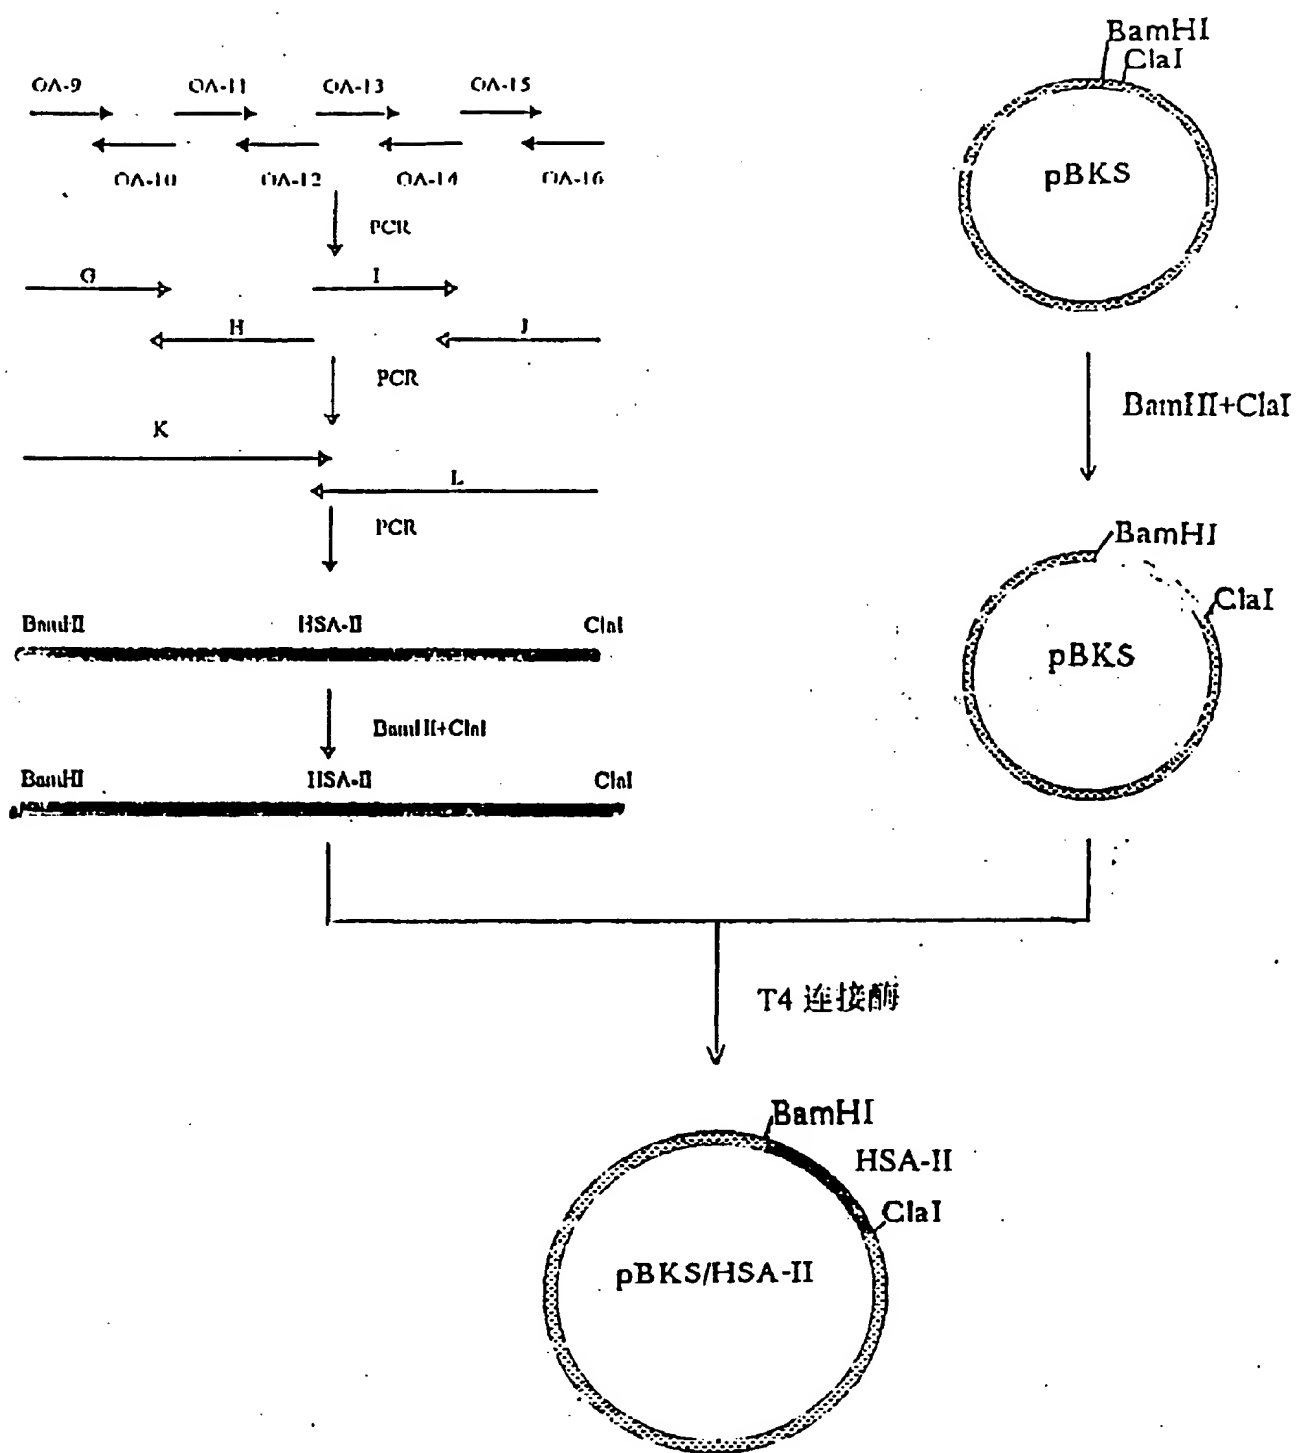 OA-9 OA-11 OA-13 OA-15
OA-10 OA-12 OA-14 OA-16
PCR
G I
H J
PCR
K
L
PCR
BamHI HSA-II ClaI
BamHI+ClaI
BamHI HSA-II ClaI
BamHI
ClaI
pBKS
BamHI+ClaI
BamHI
ClaI
pBKS
T4 连接酶
BamHI
HSA-II
ClaI
pBKS/HSA-II